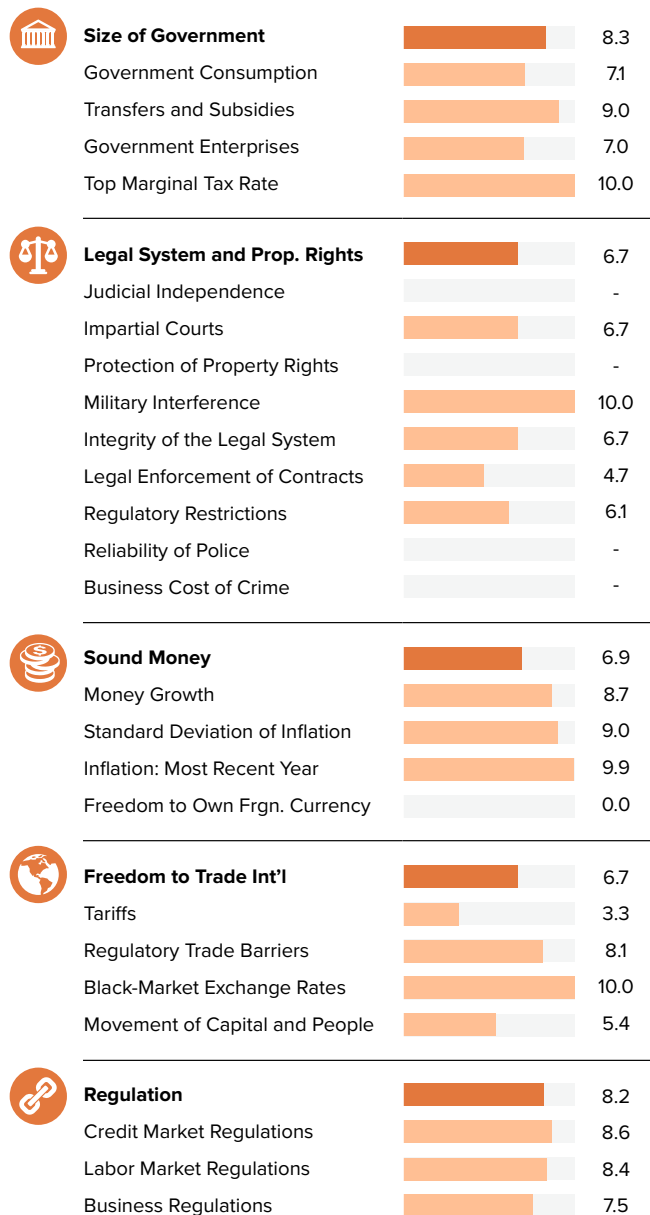 Size of Government 8.3
Government Consumption 7.1
Transfers and Subsidies 9.0
Government Enterprises 7.0
Top Marginal Tax Rate 10.0
Legal System and Prop. Rights 6.7
Judicial Independence -
Impartial Courts 6.7
Protection of Property Rights -
Military Interference 10.0
Integrity of the Legal System 6.7
Legal Enforcement of Contracts 4.7
Regulatory Restrictions 6.1
Reliability of Police -
Business Cost of Crime -
$
Sound Money 6.9
Money Growth 8.7
Standard Deviation of Inflation 9.0
Inflation: Most Recent Year 9.9
Freedom to Own Frgn. Currency 0.0
Freedom to Trade Int’l 6.7
Tariffs 3.3
Regulatory Trade Barriers 8.1
Black-Market Exchange Rates 10.0
Movement of Capital and People 5.4
Regulation 8.2
Credit Market Regulations 8.6
Labor Market Regulations 8.4
Business Regulations 7.5